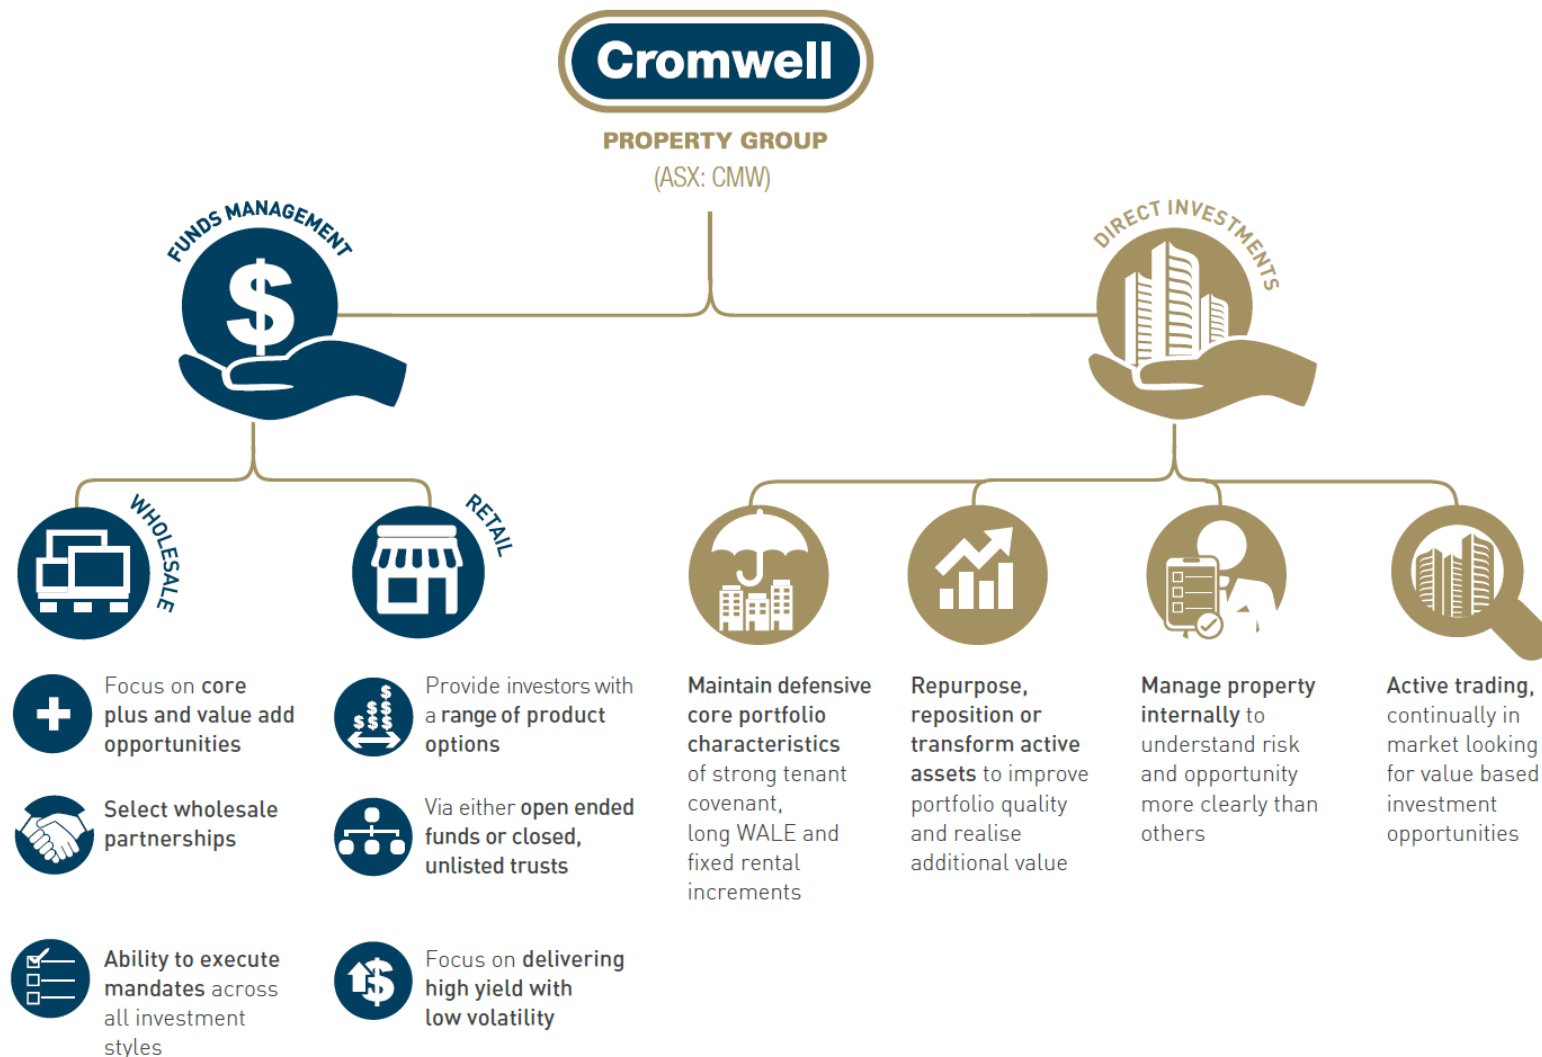 Cromwell
PROPERTY GROUP
(ASX: CMW)
FUNDS MANAGEMENT
DIRECT INVESTMENTS
WHOLESALE
RETAIL
Focus on core
plus and value add
opportunities
Select wholesale
partnerships
Ability to execute
mandates across
all investment
styles
Provide investors with
a range of product
options
Via either open ended
funds or closed,
unlisted trusts
Focus on delivering
high yield with
low volatility
Maintain defensive
core portfolio
characteristics
of strong tenant
covenant,
long WALE and
fixed rental
increments
Repurpose,
reposition or
transform active
assets to improve
portfolio quality
and realise
additional value
Manage property
internally to
understand risk
and opportunity
more clearly than
others
Active trading,
continually in
market looking
for value based
investment
opportunities